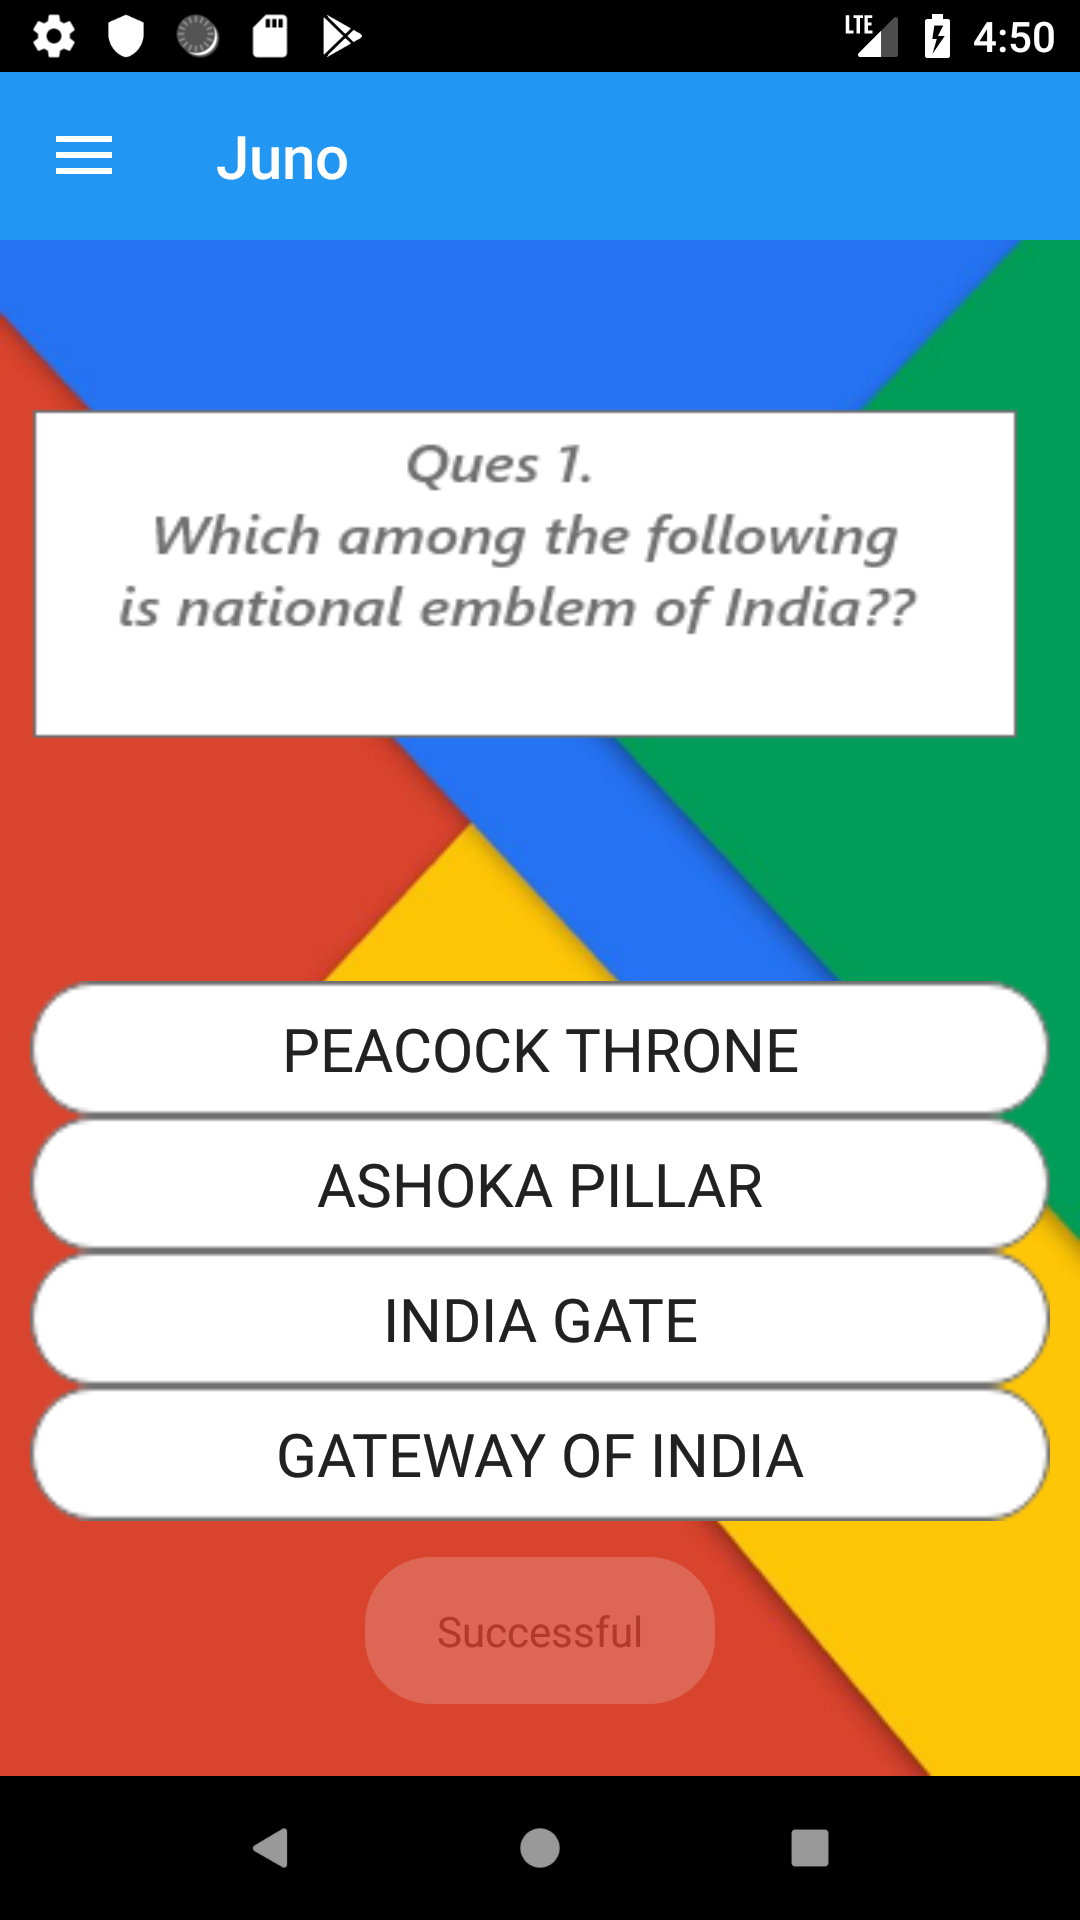 LTE 4:50
Juno
Ques 1.
Which among the following
is national emblem of India??
PEACOCK THRONE
ASHOKA PILLAR
INDIA GATE
GATEWAY OF INDIA
Successful